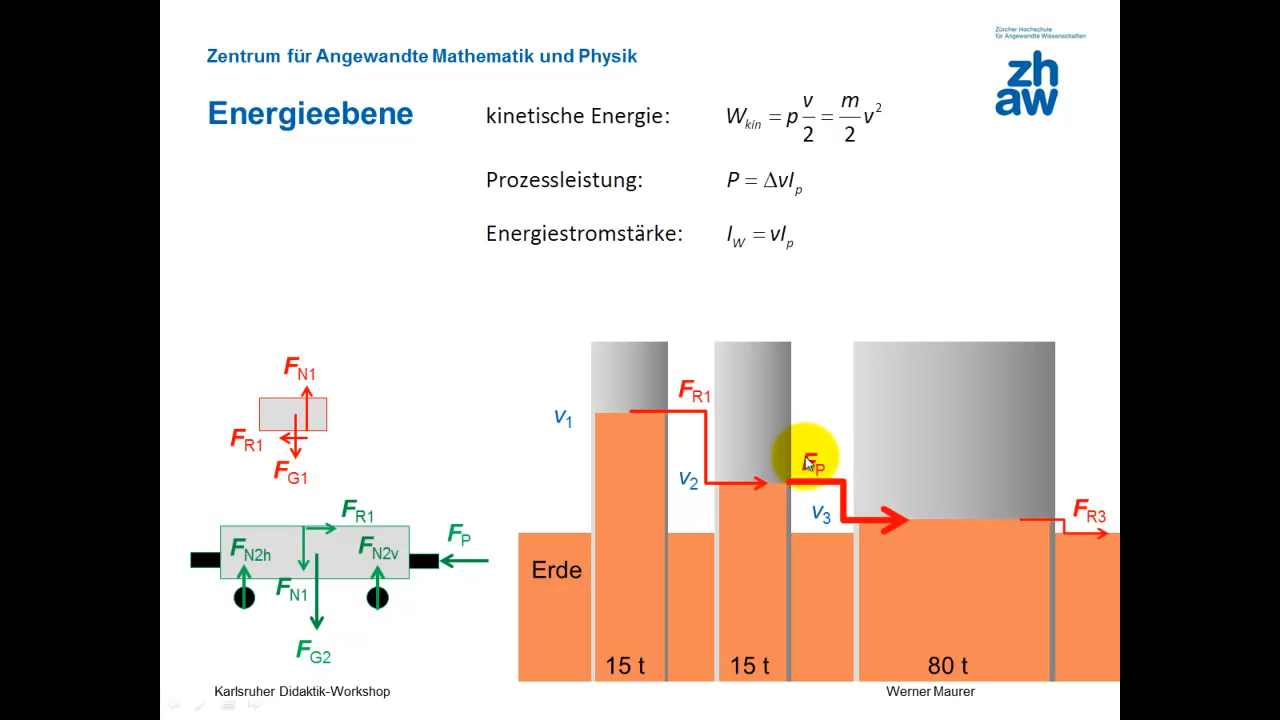 Zürcher Hochschule
für Angewandte Wissenschaften
zh
aw
Zentrum für Angewandte Mathematik und Physik
Energieebene
kinetische Energie: W_kin = p v/2 = m/2 v²
Prozessleistung: P = ΔvI_p
Energiestromstärke: I_W = vI_p
F_N1
F_R1
F_G1
F_R1
F_P
F_N2h
F_N2v
F_N1
F_G2
v_1
F_R1
v_2
F_P
v_3
F_R3
Erde
15 t
15 t
80 t
Karlsruher Didaktik-Workshop
Werner Maurer